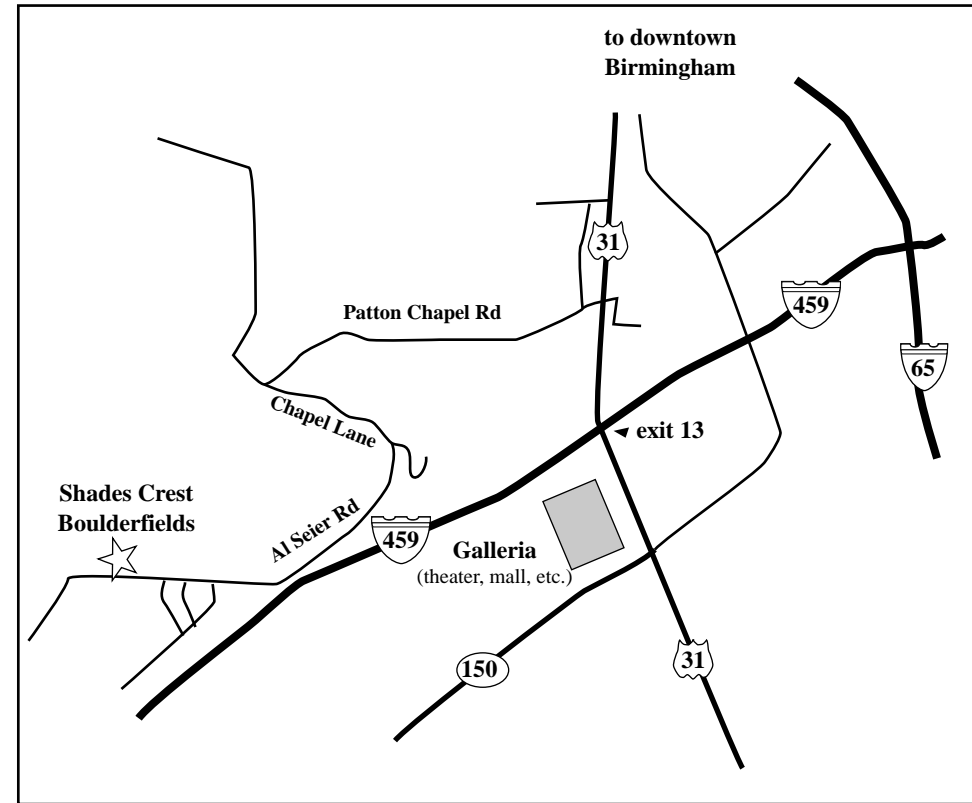 to downtown
Birmingham
31
459
Patton Chapel Rd
65
Chapel Lane
exit 13
Shades Crest
Boulderfields
Al Seier Rd
459
Galleria
(theater, mall, etc.)
150
31